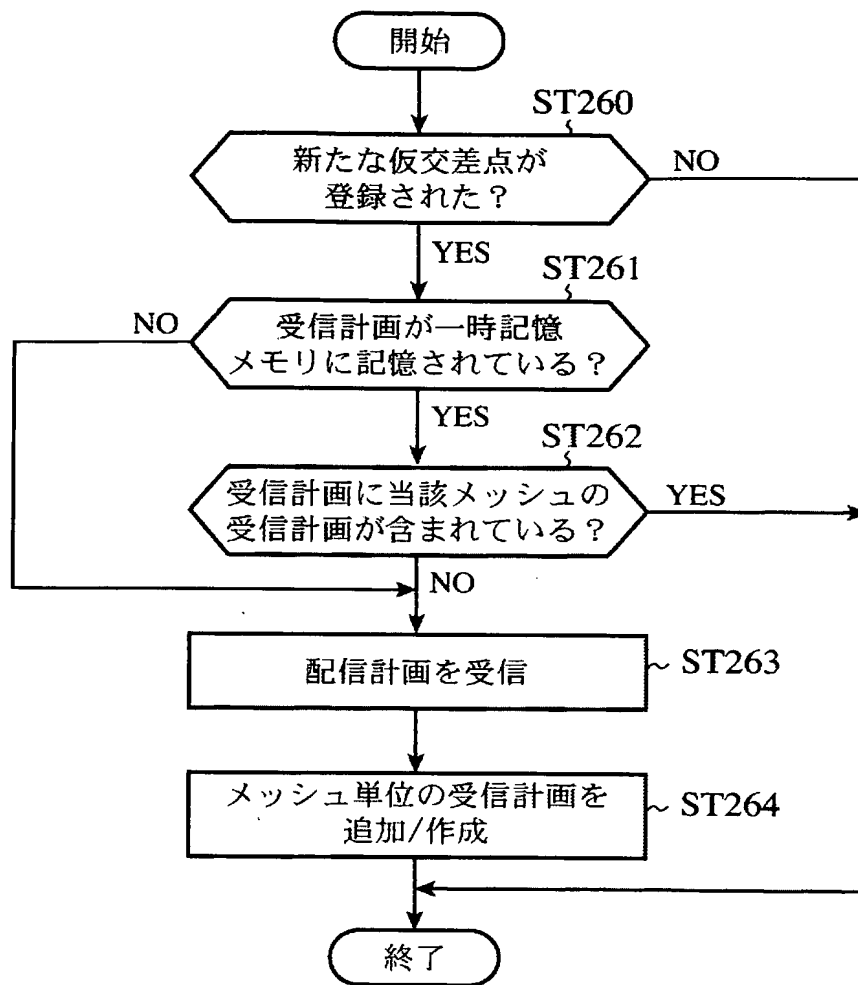 開始
ST260
新たな仮交差点が
登録された?
NO
YES
ST261
NO
受信計画が一時記憶
メモリに記憶されている?
YES
ST262
受信計画に当該メッシュの
受信計画が含まれている?
YES
NO
配信計画を受信
ST263
メッシュ単位の受信計画を
追加/作成
ST264
終了